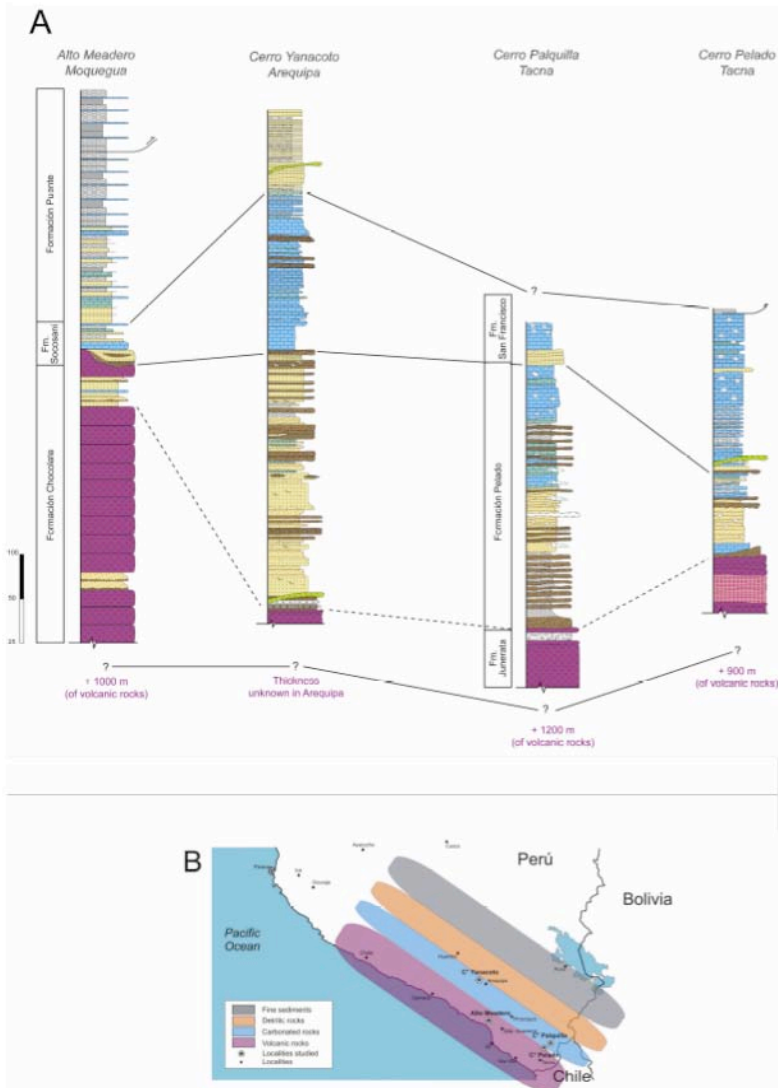 A
Alto Meadero
Moquegua
Cerro Yanacoto
Arequipa
Cerro Palquilla
Tacna
Cerro Pelado
Tacna
Formación Puente
Fm.
Socosani
Formación Chocolate
100
50
25
?
Fm.
San Francisco
Formación Pelado
Fm.
Junerata
?
?
?
?
+ 1000 m
(of volcanic rocks)
Thickness
unknown in Arequipa
+ 1200 m
(of volcanic rocks)
+ 900 m
(of volcanic rocks)
B
Perú
Bolivia
Pacific
Ocean
Chile
C° Yanacoto
Alto Meadero
C° Palquilla
C° Pelado
Fine sediments
Detritic rocks
Carbonated rocks
Volcanic rocks
Localities studied
Localities